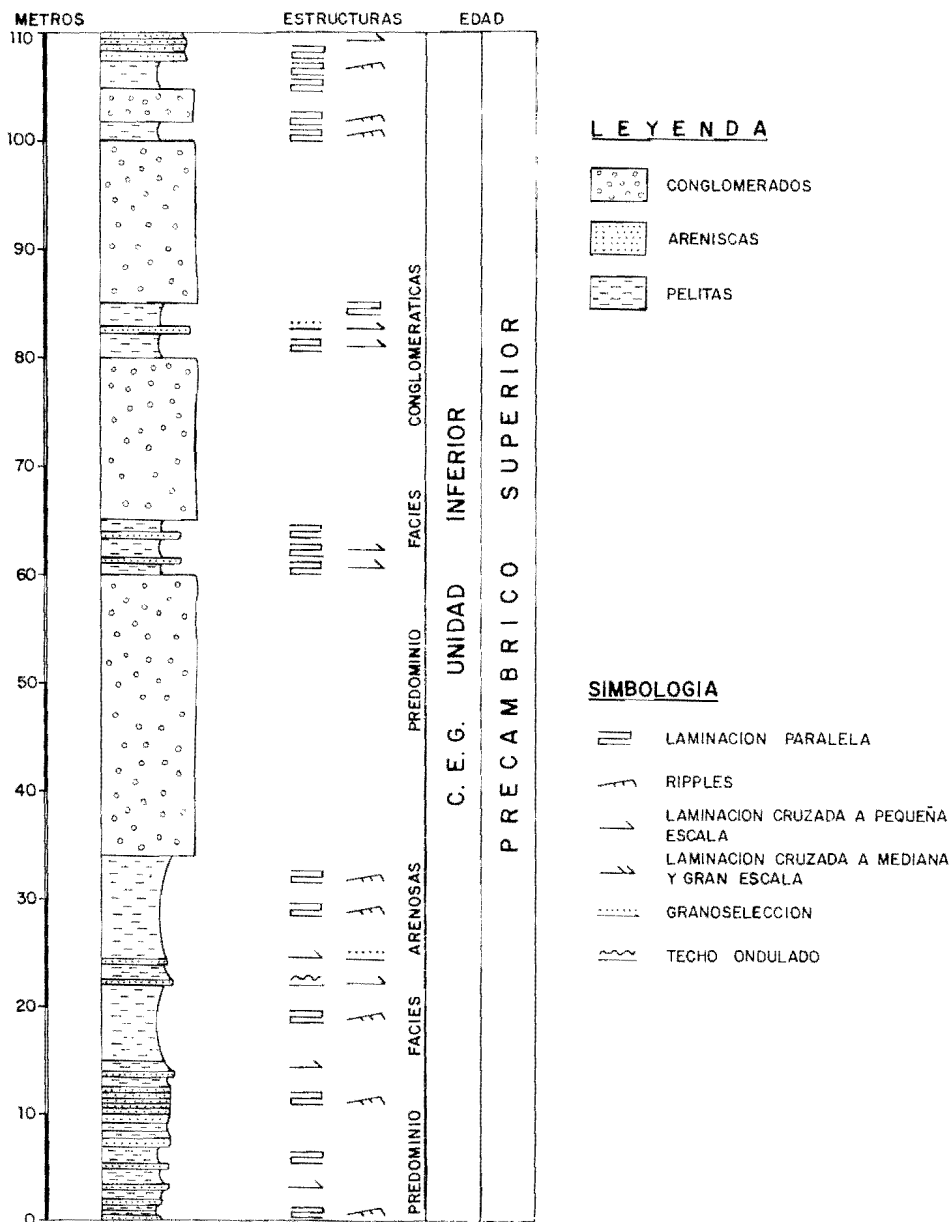 METROS
ESTRUCTURAS
EDAD
110
100
90
80
70
60
50
40
30
20
10
0
PREDOMINIO FACIES CONGLOMERATICAS
PREDOMINIO FACIES ARENOSAS
C. E. G. UNIDAD INFERIOR
PRECAMBRICO SUPERIOR
LEYENDA
CONGLOMERADOS
ARENISCAS
PELITAS
SIMBOLOGIA
LAMINACION PARALELA
RIPPLES
LAMINACION CRUZADA A PEQUEÑA
ESCALA
LAMINACION CRUZADA A MEDIANA
Y GRAN ESCALA
GRANOSELECCION
TECHO ONDULADO